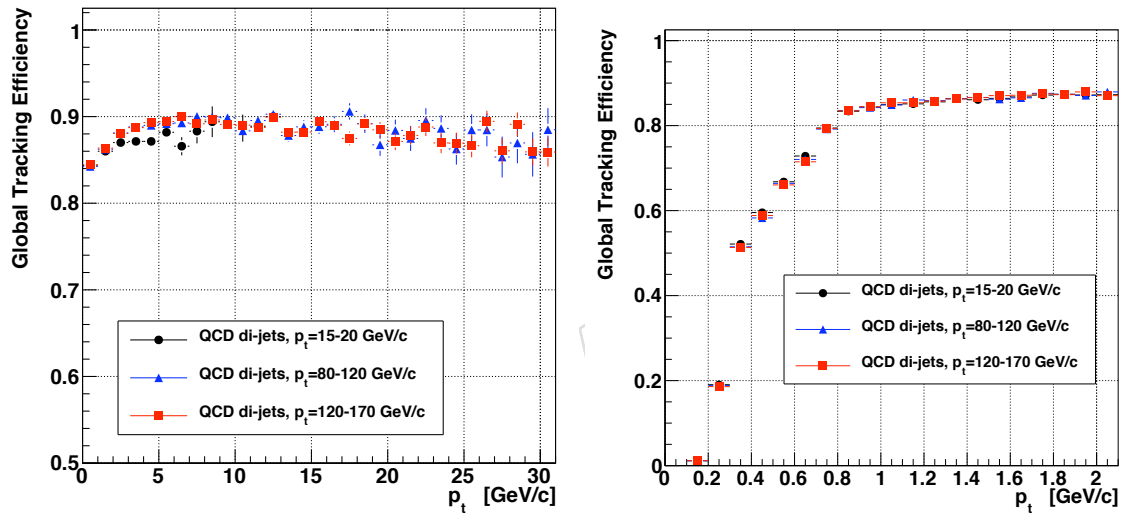 Global Tracking Efficiency
1
0.9
0.8
0.7
0.6
0.5
QCD di-jets, p_t=15-20 GeV/c
QCD di-jets, p_t=80-120 GeV/c
QCD di-jets, p_t=120-170 GeV/c
0 5 10 15 20 25 30
p_t [GeV/c]
Global Tracking Efficiency
1
0.8
0.6
0.4
0.2
0
QCD di-jets, p_t=15-20 GeV/c
QCD di-jets, p_t=80-120 GeV/c
QCD di-jets, p_t=120-170 GeV/c
0 0.2 0.4 0.6 0.8 1 1.2 1.4 1.6 1.8 2
p_t [GeV/c]